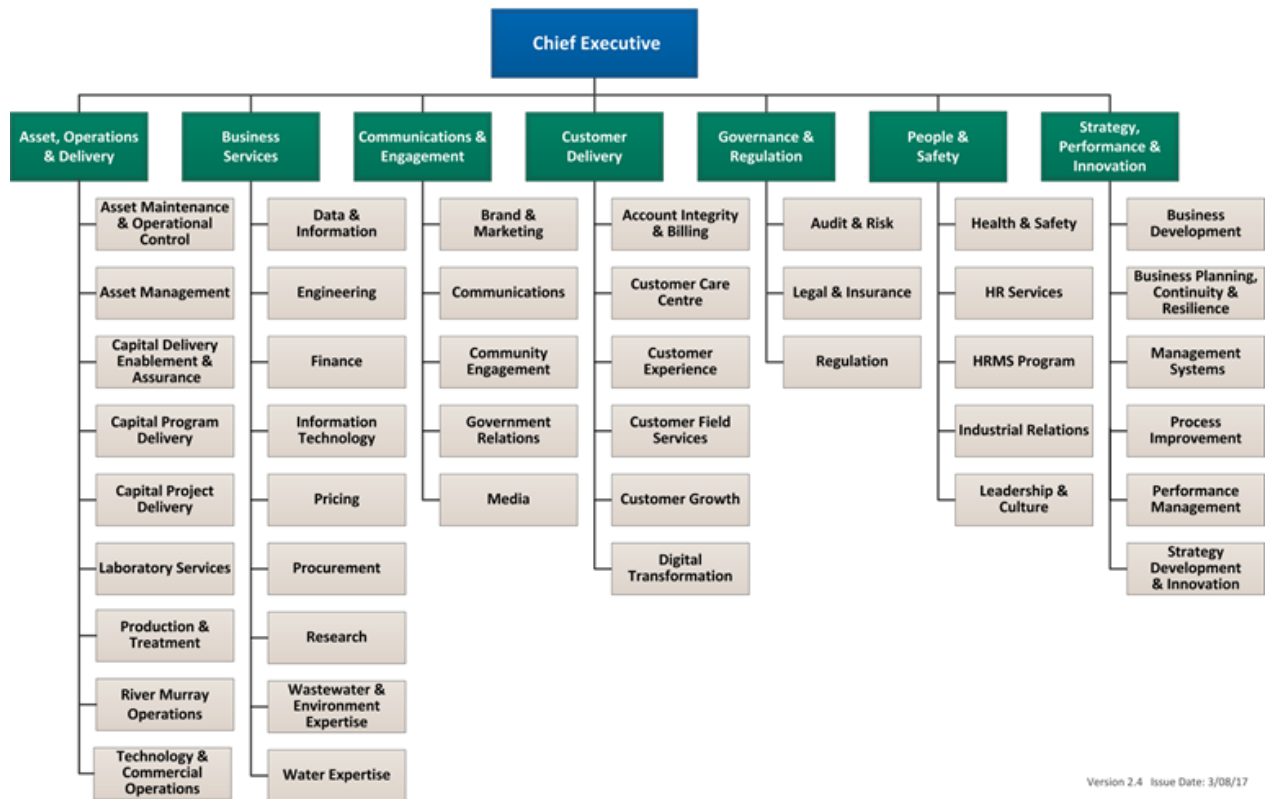 Chief Executive
Asset, Operations
& Delivery
Business
Services
Communications &
Engagement
Customer
Delivery
Governance &
Regulation
People &
Safety
Strategy,
Performance &
Innovation
Asset Maintenance
& Operational
Control
Asset Management
Capital Delivery
Enablement &
Assurance
Capital Program
Delivery
Capital Project
Delivery
Laboratory Services
Production &
Treatment
River Murray
Operations
Technology &
Commercial
Operations
Data &
Information
Engineering
Finance
Information
Technology
Pricing
Procurement
Research
Wastewater &
Environment
Expertise
Water Expertise
Brand &
Marketing
Communications
Community
Engagement
Government
Relations
Media
Account Integrity
& Billing
Customer Care
Centre
Customer
Experience
Customer Field
Services
Customer Growth
Digital
Transformation
Audit & Risk
Legal & Insurance
Regulation
Health & Safety
HR Services
HRMS Program
Industrial Relations
Leadership &
Culture
Business
Development
Business Planning,
Continuity &
Resilience
Management
Systems
Process
Improvement
Performance
Management
Strategy
Development
& Innovation
Version 2.4 Issue Date: 3/08/17